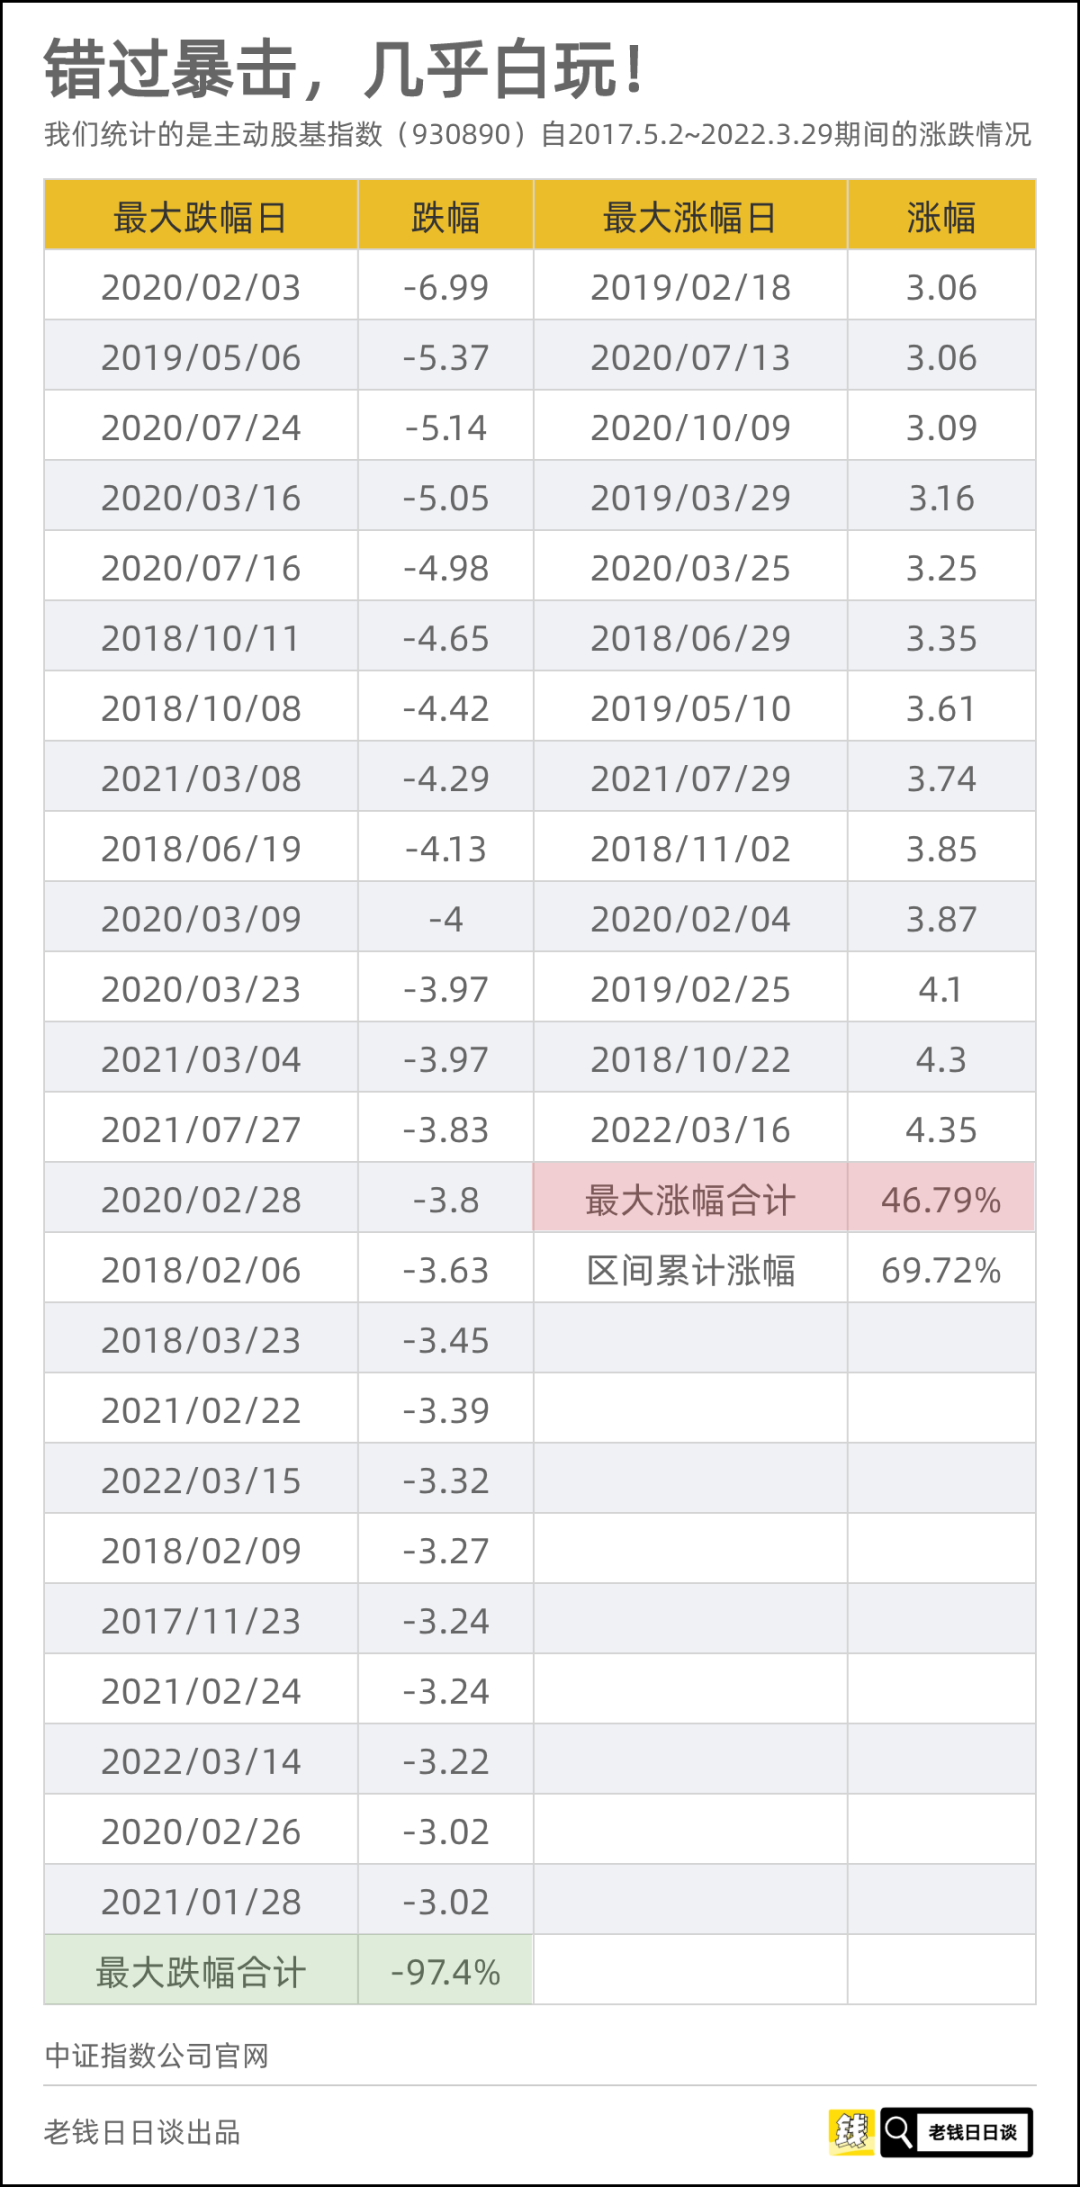 错过暴击，几乎白玩！
我们统计的是主动股基指数（930890）自2017.5.2~2022.3.29期间的涨跌情况
最大跌幅日 跌幅 最大涨幅日 涨幅
2020/02/03 -6.99 2019/02/18 3.06
2019/05/06 -5.37 2020/07/13 3.06
2020/07/24 -5.14 2020/10/09 3.09
2020/03/16 -5.05 2019/03/29 3.16
2020/07/16 -4.98 2020/03/25 3.25
2018/10/11 -4.65 2018/06/29 3.35
2018/10/08 -4.42 2019/05/10 3.61
2021/03/08 -4.29 2021/07/29 3.74
2018/06/19 -4.13 2018/11/02 3.85
2020/03/09 -4 2020/02/04 3.87
2020/03/23 -3.97 2019/02/25 4.1
2021/03/04 -3.97 2018/10/22 4.3
2021/07/27 -3.83 2022/03/16 4.35
2020/02/28 -3.8 最大涨幅合计 46.79%
2018/02/06 -3.63 区间累计涨幅 69.72%
2018/03/23 -3.45
2021/02/22 -3.39
2022/03/15 -3.32
2018/02/09 -3.27
2017/11/23 -3.24
2021/02/24 -3.24
2022/03/14 -3.22
2020/02/26 -3.02
2021/01/28 -3.02
最大跌幅合计 -97.4%
中证指数公司官网
老钱日日谈出品
钱 老钱日日谈